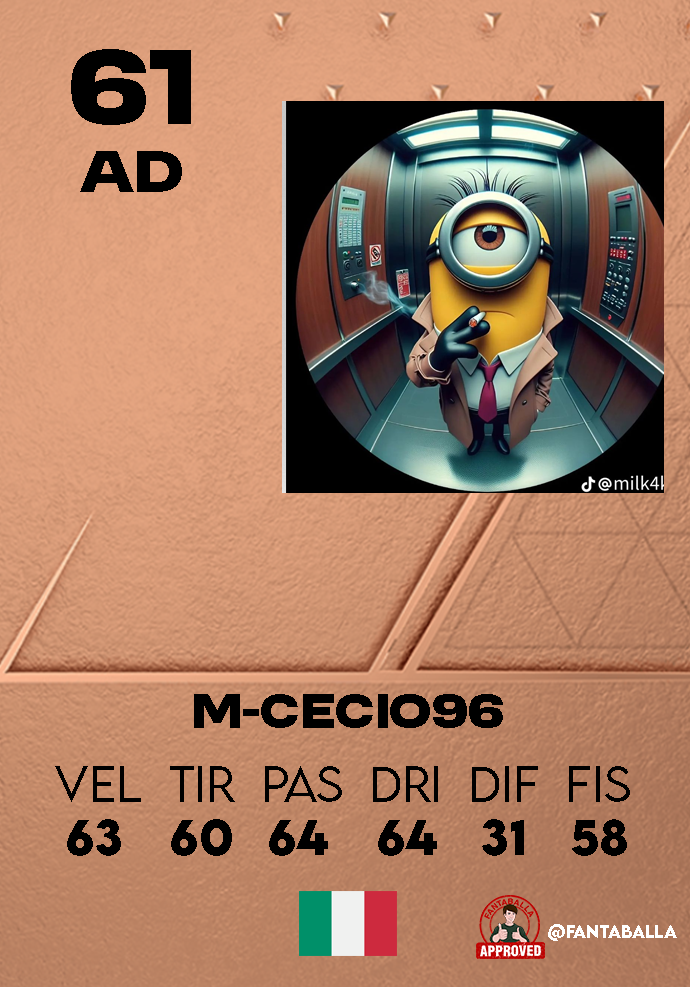 61
AD
@milk4k
M-CECIO96
VEL TIR PAS DRI DIF FIS
63 60 64 64 31 58
FANTABALLA
APPROVED
@FANTABALLA